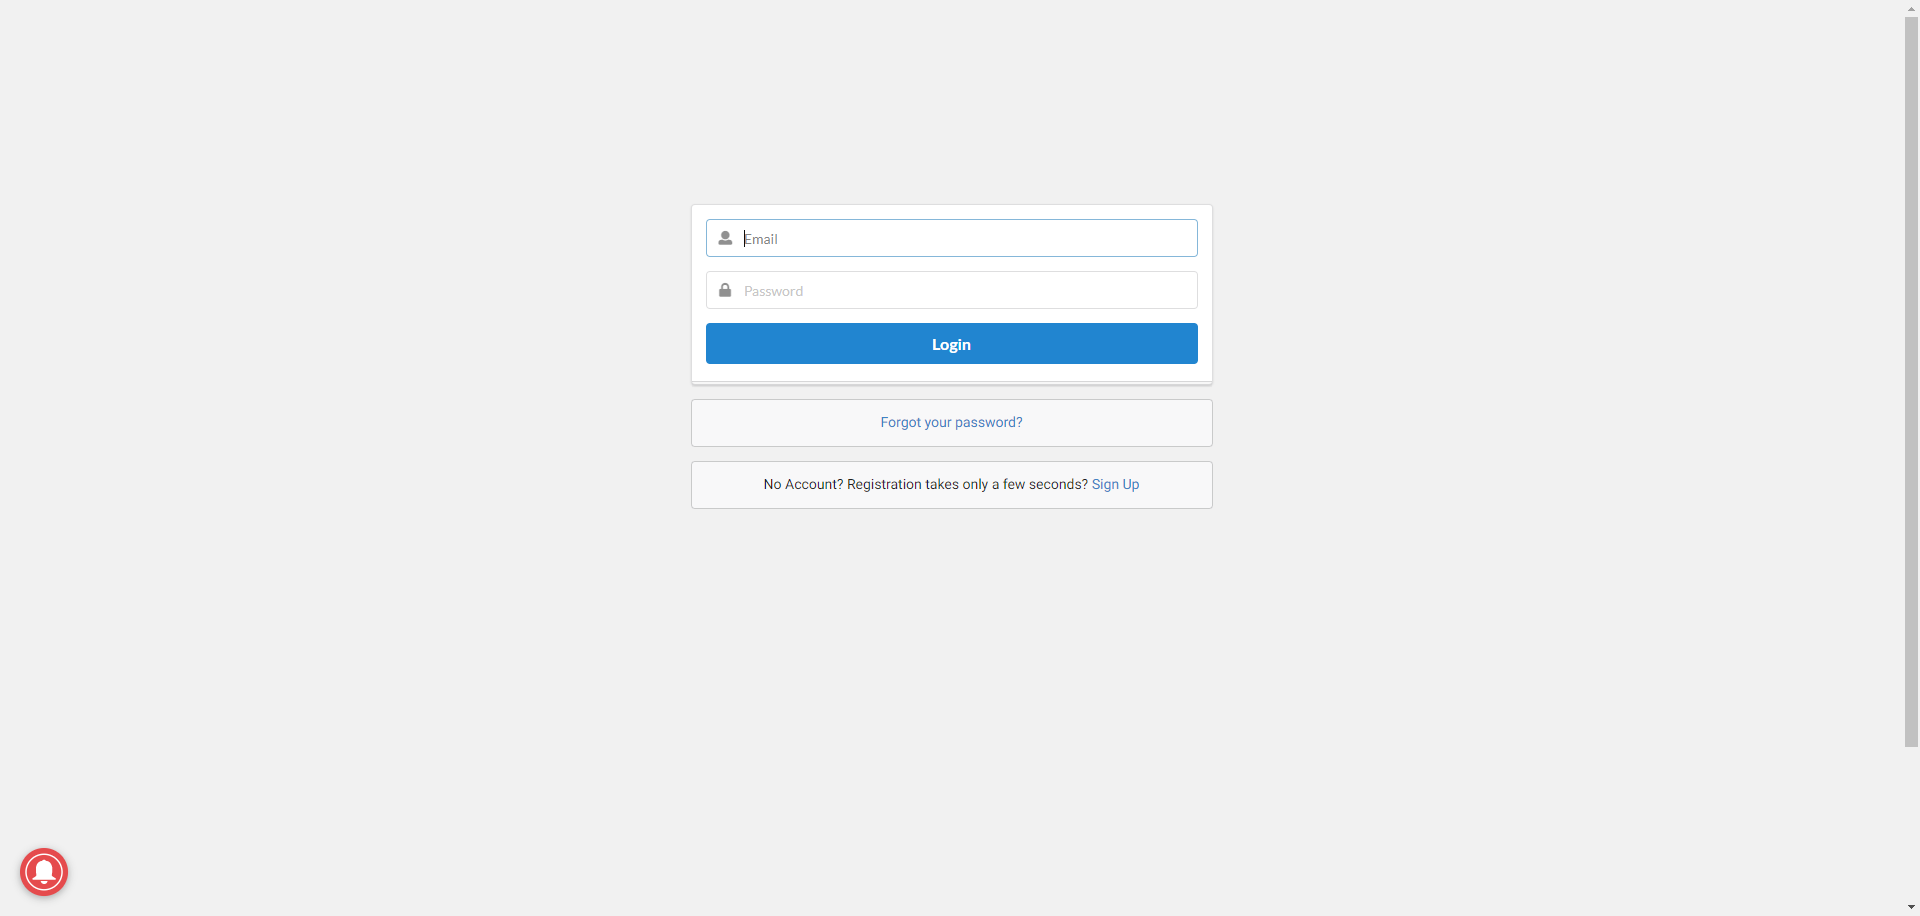 Email
Password
Login
Forgot your password?
No Account? Registration takes only a few seconds? Sign Up